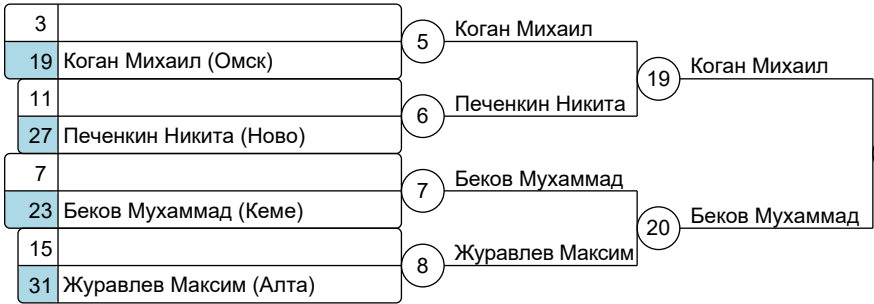 3
5 Коган Михаил
19 Коган Михаил (Омск)
19 Коган Михаил
11
6 Печенкин Никита
27 Печенкин Никита (Ново)
7
7 Беков Мухаммад
23 Беков Мухаммад (Кеме)
20 Беков Мухаммад
15
8 Журавлев Максим
31 Журавлев Максим (Алта)